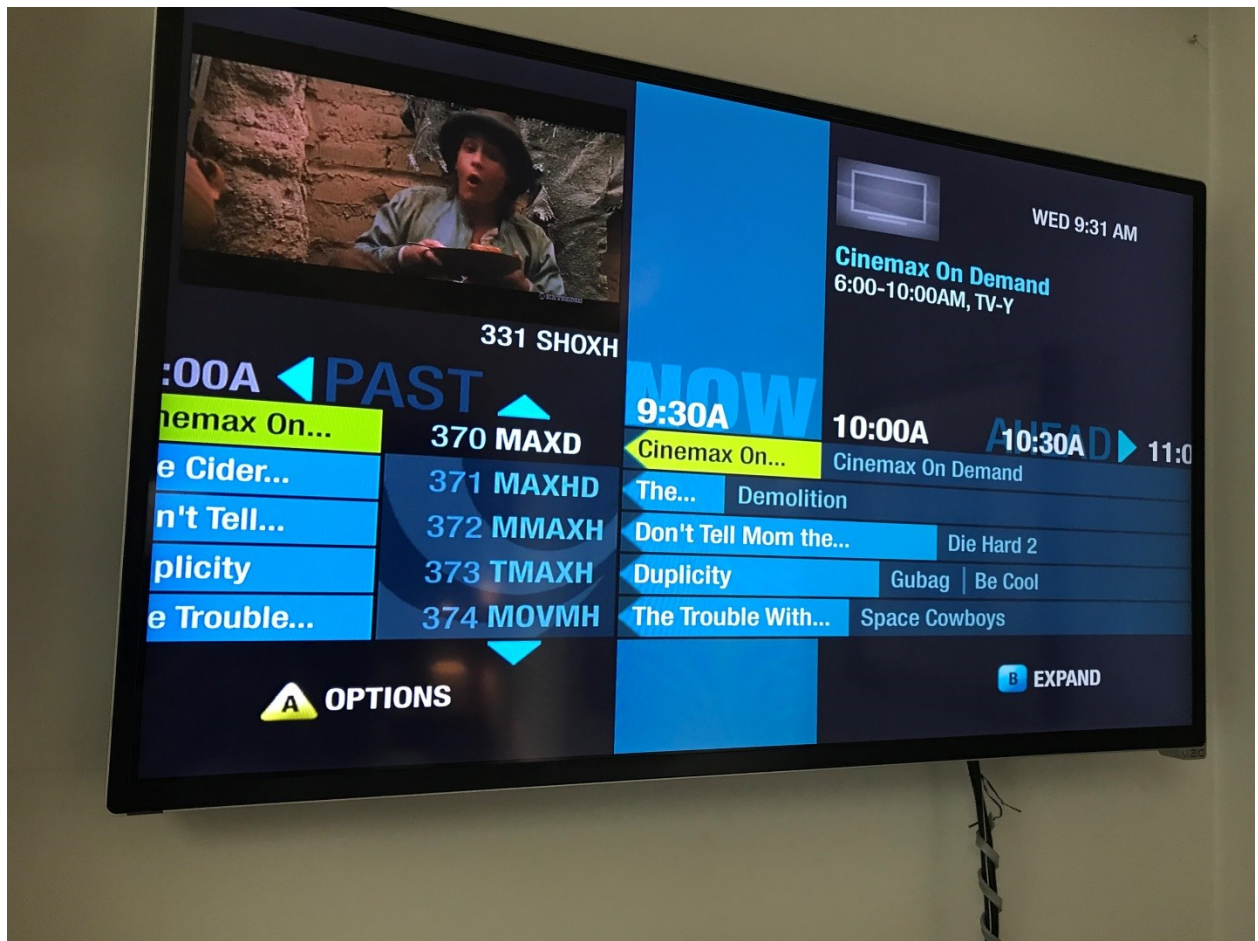 WED 9:31 AM
Cinemax On Demand
6:00-10:00AM, TV-Y
EXTREME
331 SHOXH
:00A PAST NOW 9:30A 10:00A AHEAD 10:30A 11:0
nemax On... 370 MAXD Cinemax On... Cinemax On Demand
e Cider... 371 MAXHD The... Demolition
n't Tell... 372 MMAXH Don't Tell Mom the... Die Hard 2
plicity 373 TMAXH Duplicity Gubag Be Cool
e Trouble... 374 MOVMH The Trouble With... Space Cowboys
A OPTIONS B EXPAND